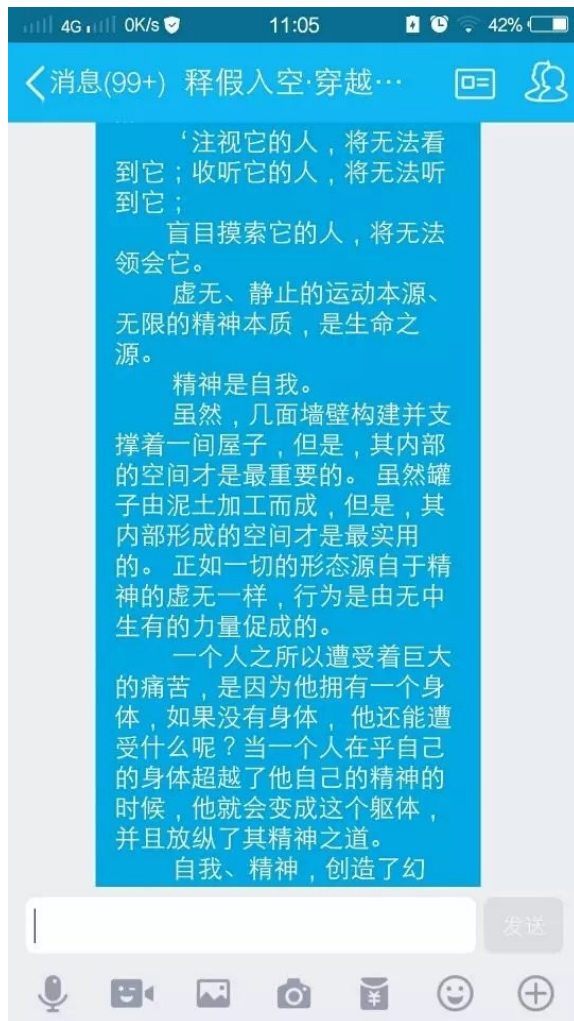 4G 0K/s 11:05 42%
消息(99+) 释假入空·穿越…
…
‘注视它的人，将无法看
到它；收听它的人，将无法听
到它；
盲目摸索它的人，将无法
领会它。
虚无、静止的运动本源、
无限的精神本质，是生命之
源。
精神是自我。
虽然，几面墙壁构建并支
撑着一间屋子，但是，其内部
的空间才是最重要的。 虽然罐
子由泥土加工而成，但是，其
内部形成的空间才是最实用
的。 正如一切的形态源自于精
神的虚无一样，行为是由无中
生有的力量促成的。
一个人之所以遭受着巨大
的痛苦，是因为他拥有一个身
体，如果没有身体， 他还能遭
受什么呢？当一个人在乎自己
的身体超越了他自己的精神的
时候，他就会变成这个躯体，
并且放纵了其精神之道。
自我、精神，创造了幻
发送